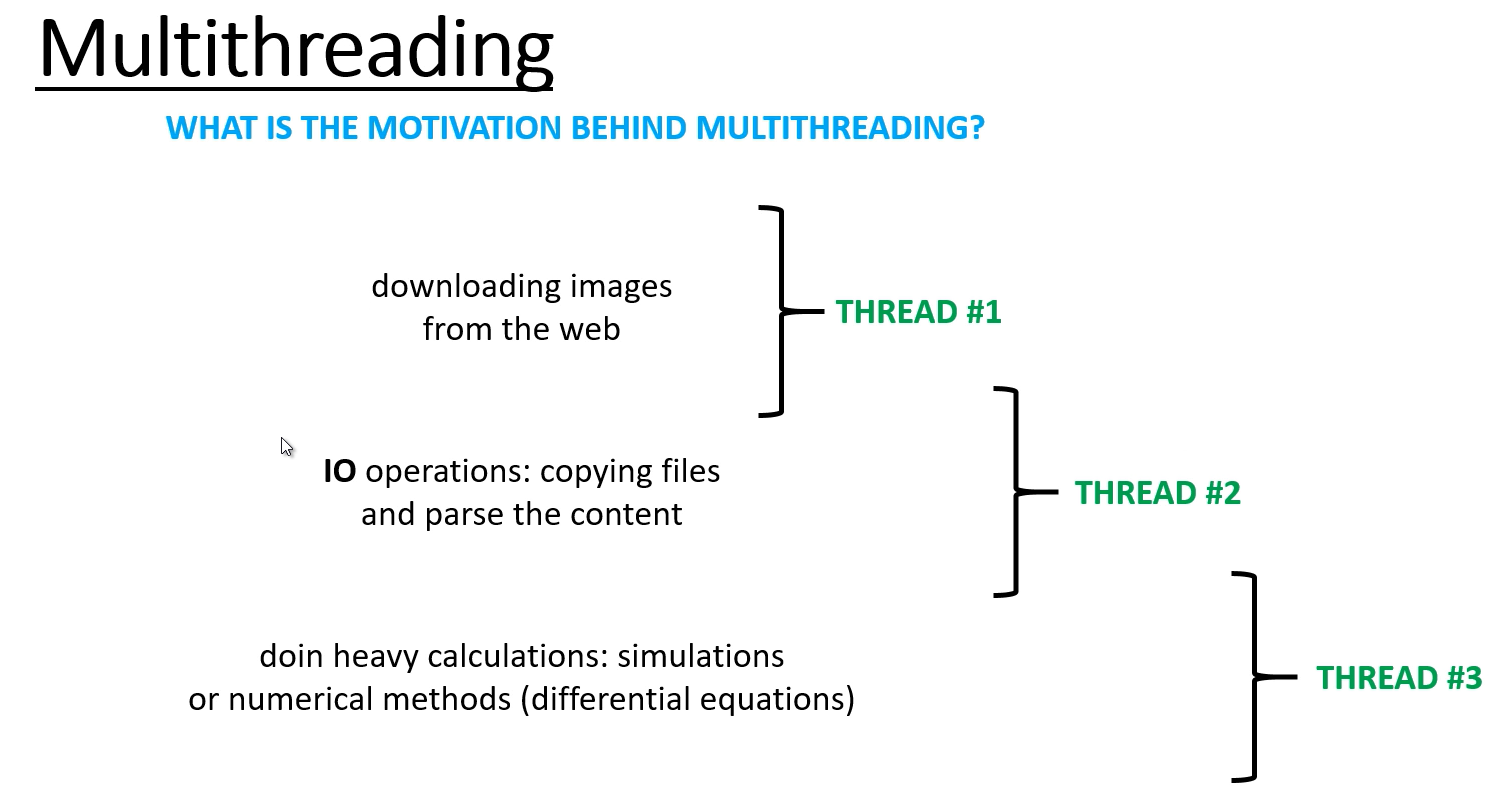 Multithreading
WHAT IS THE MOTIVATION BEHIND MULTITHREADING?
downloading images
from the web
THREAD #1
IO operations: copying files
and parse the content
THREAD #2
doin heavy calculations: simulations
or numerical methods (differential equations)
THREAD #3